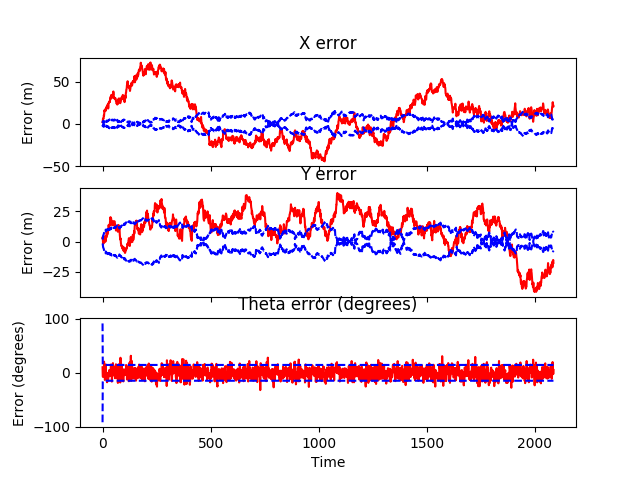 X error
Error (m)
50
0
−50
Y error
Error (m)
25
0
−25
Theta error (degrees)
Error (degrees)
100
0
−100
0
500
1000
1500
2000
Time